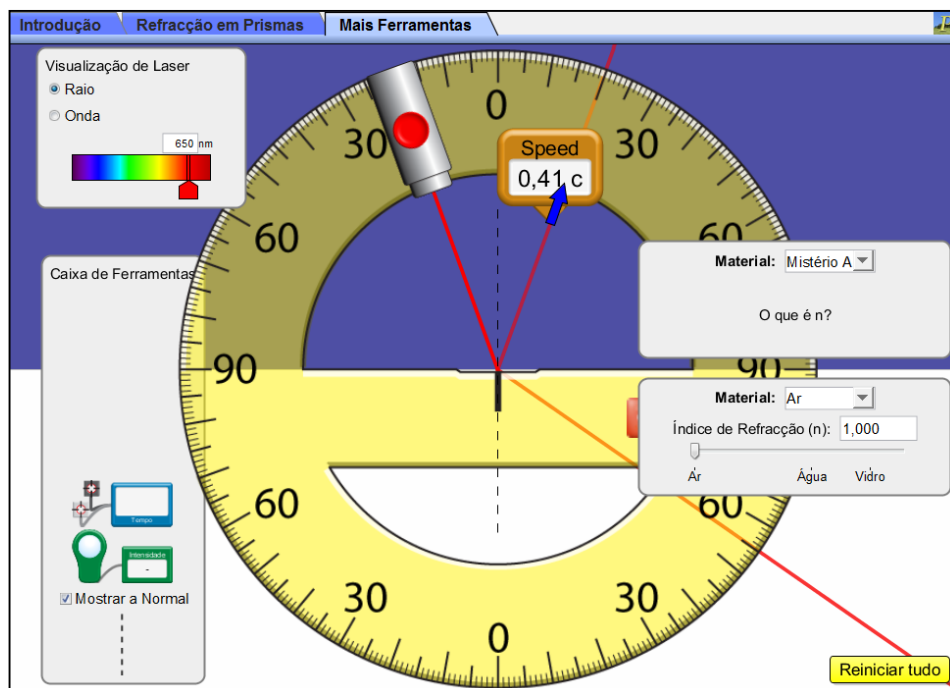 Introdução
Refracção em Prismas
Mais Ferramentas
Visualização de Laser
Raio
Onda
650 nm
0
30
30
Speed
0,41 c
60
60
Material: Mistério A
O que é n?
Caixa de Ferramentas
90
90
Material: Ar
Índice de Refracção (n): 1,000
Ar
Água
Vidro
60
60
Tempo
Intensidade
-
Mostrar a Normal
30
30
0
Reiniciar tudo